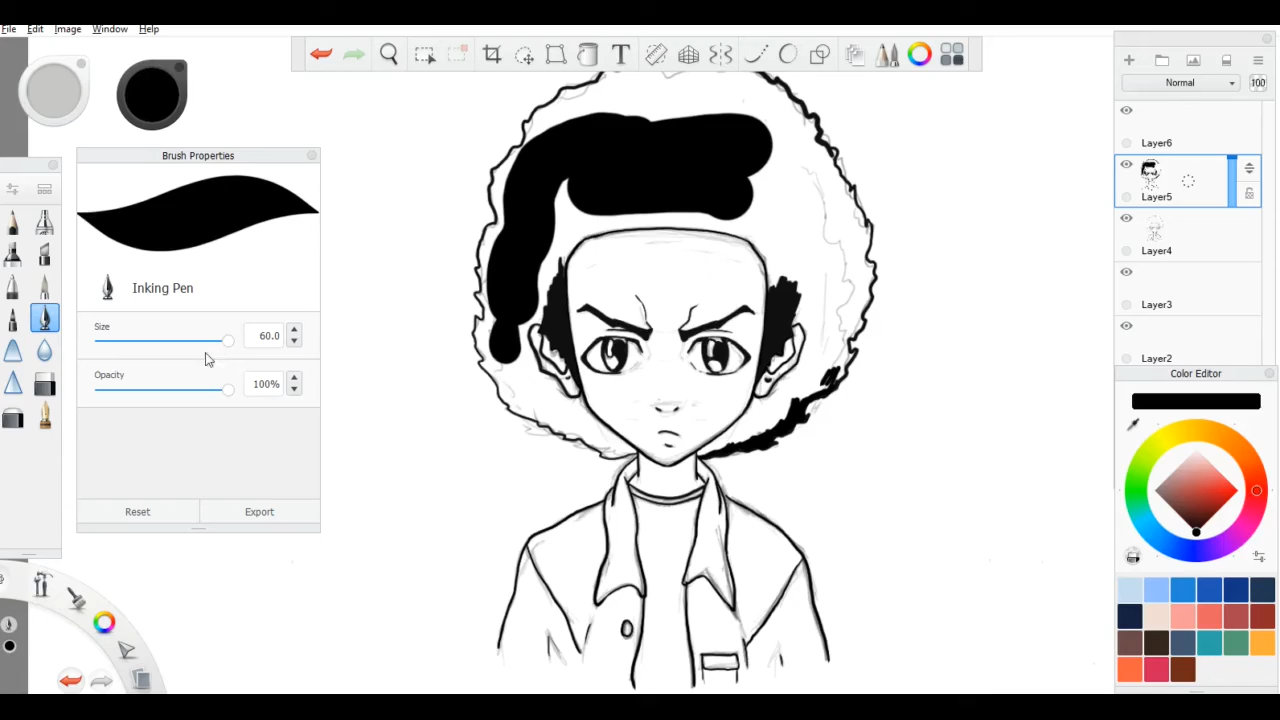 File Edit Image Window Help
T
Normal 100
Brush Properties
Layer6
Layer5
Inking Pen
Layer4
Layer3
Size
60.0
Layer2
Opacity
100%
Color Editor
Reset Export